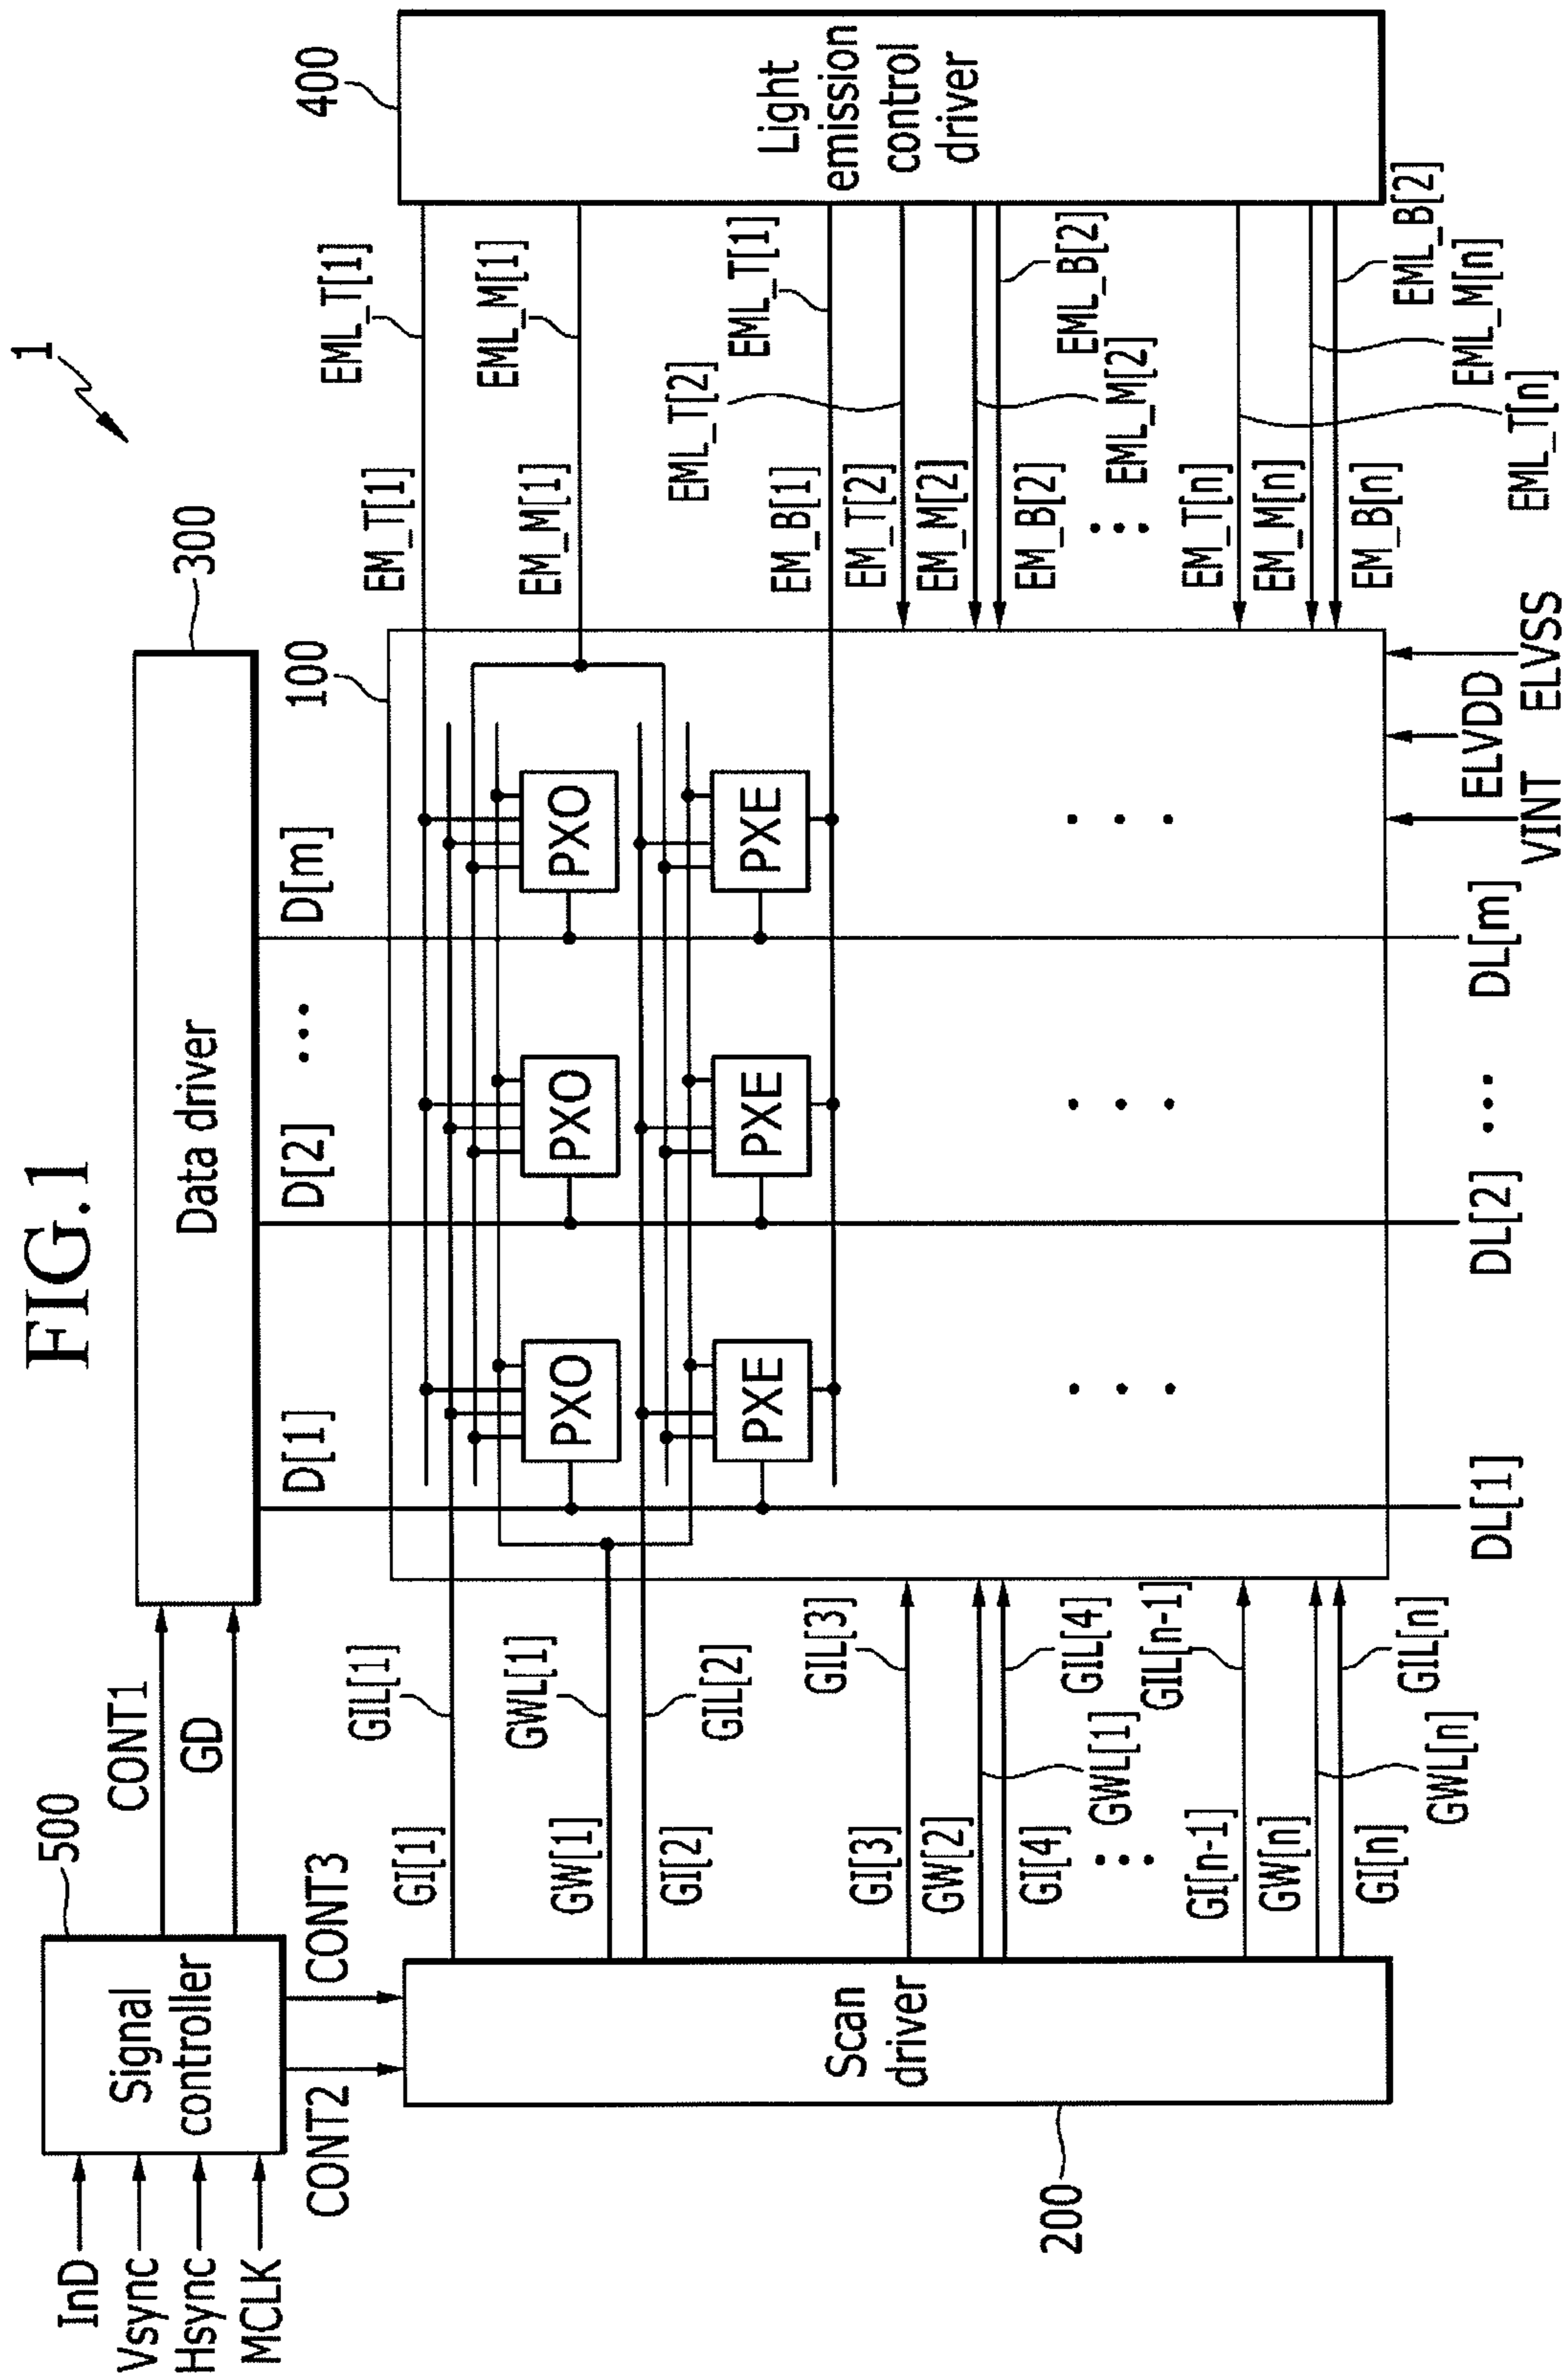 FIG.1
1
InD
Vsync
Hsync
MCLK
Signal
controller
500
CONT1
GD
CONT2
CONT3
Data driver
300
D[1]
D[2]
...
D[m]
100
Scan
driver
200
GI[1]
GIL[1]
GW[1]
GWL[1]
GI[2]
GIL[2]
GI[3]
GIL[3]
GW[2]
GWL[1]
GI[4]
GIL[4]
GI[n-1]
GIL[n-1]
GW[n]
GWL[n]
GI[n]
GIL[n]
PXO
PXO
PXO
PXE
PXE
PXE
EM_T[1]
EML_T[1]
EM_M[1]
EML_M[1]
EM_B[1]
EML_T[1]
EM_T[2]
EML_T[2]
EM_M[2]
EML_M[2]
EM_B[2]
EML_B[2]
EM_T[n]
EML_T[n]
EM_M[n]
EML_M[n]
EM_B[n]
EML_B[2]
Light
emission
control
driver
400
DL[1]
DL[2]
...
DL[m]
VINT
ELVDD
ELVSS